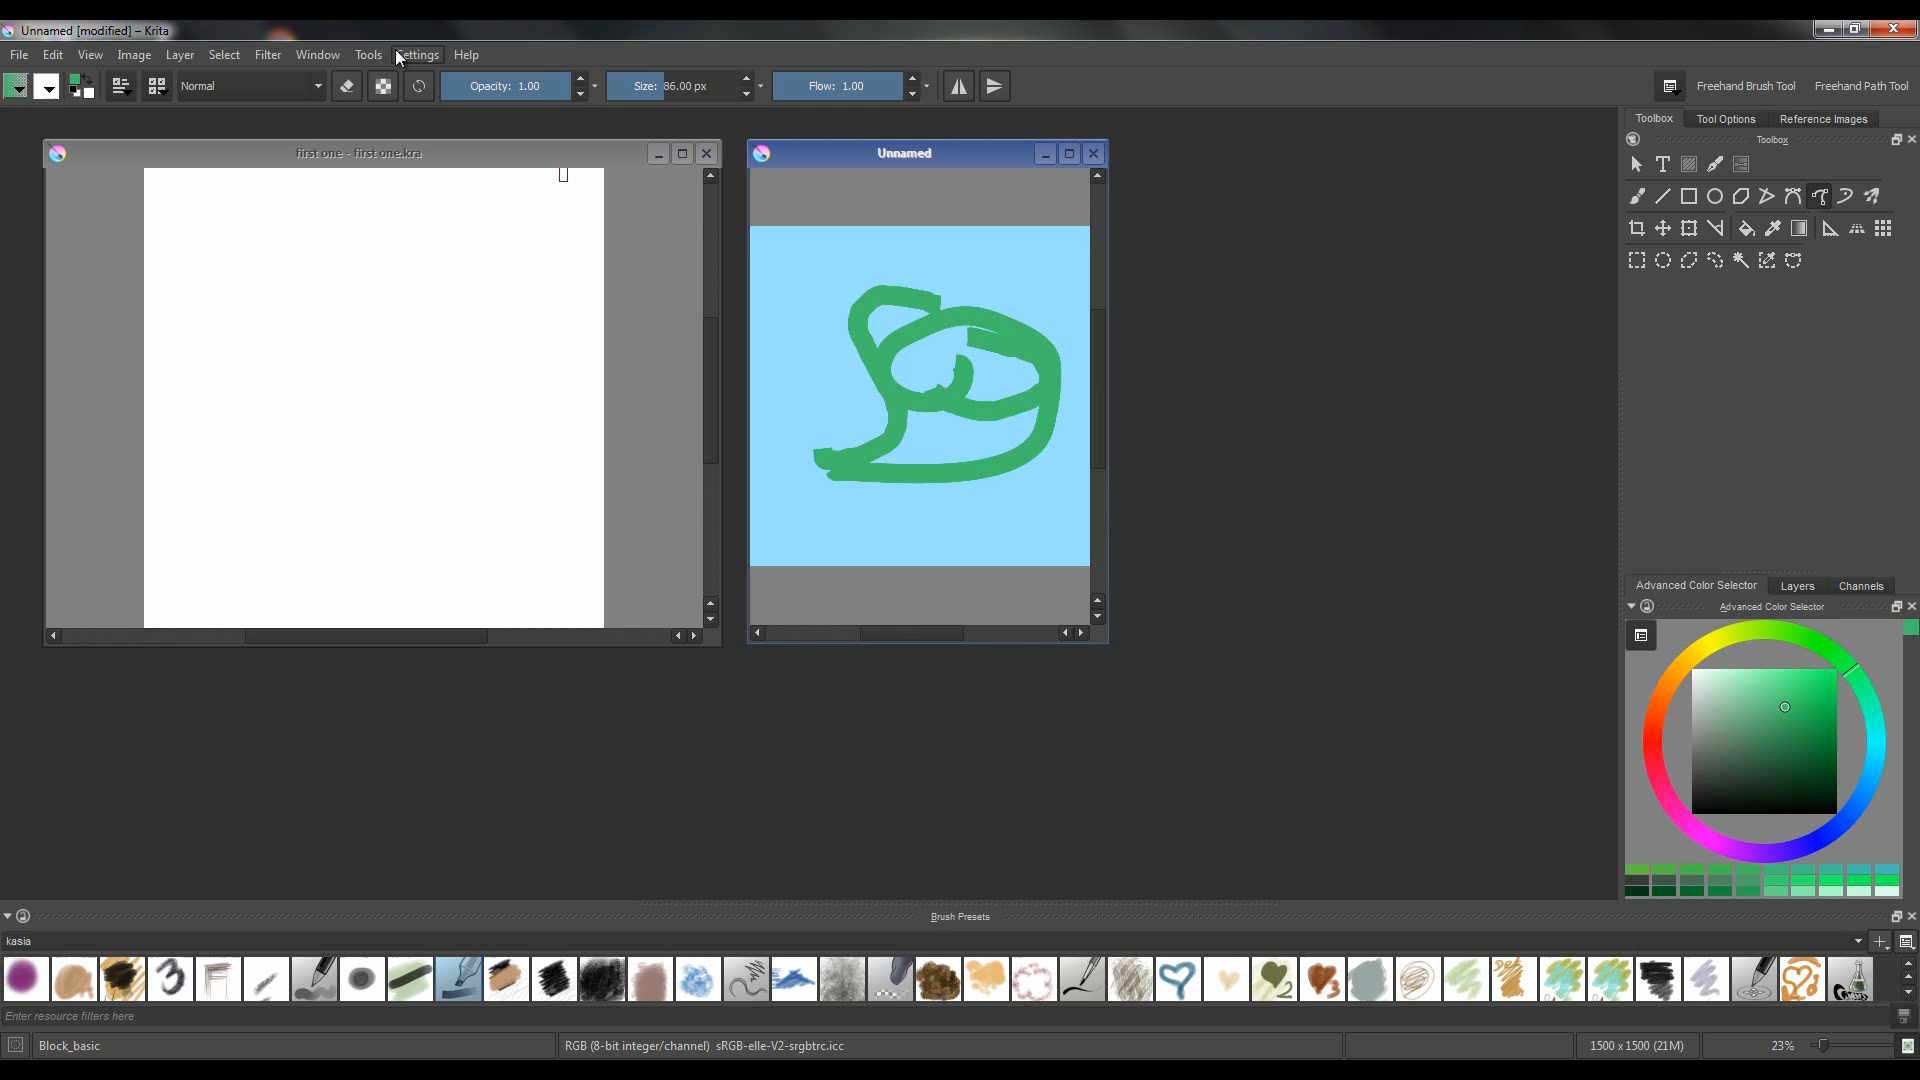 Unnamed [modified] – Krita
File Edit View Image Layer Select Filter Window Tools Settings Help
Normal Opacity: 1.00 Size: 86.00 px Flow: 1.00 Freehand Brush Tool Freehand Path Tool
Toolbox Tool Options Reference Images
Toolbox
first one - first one.kra
Unnamed
Advanced Color Selector Layers Channels
Advanced Color Selector
Brush Presets
kasia
Enter resource filters here
Block_basic RGB (8-bit integer/channel) sRGB-elle-V2-srgbtrc.icc 1500 x 1500 (21M) 23%